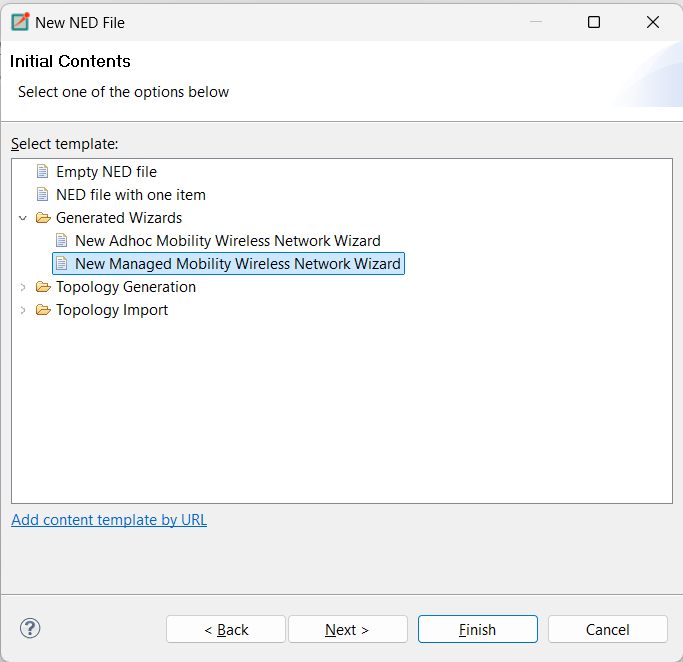 New NED File
Initial Contents
Select one of the options below
Select template:
Empty NED file
NED file with one item
Generated Wizards
New Adhoc Mobility Wireless Network Wizard
New Managed Mobility Wireless Network Wizard
Topology Generation
Topology Import
Add content template by URL
?
< Back
Next >
Finish
Cancel